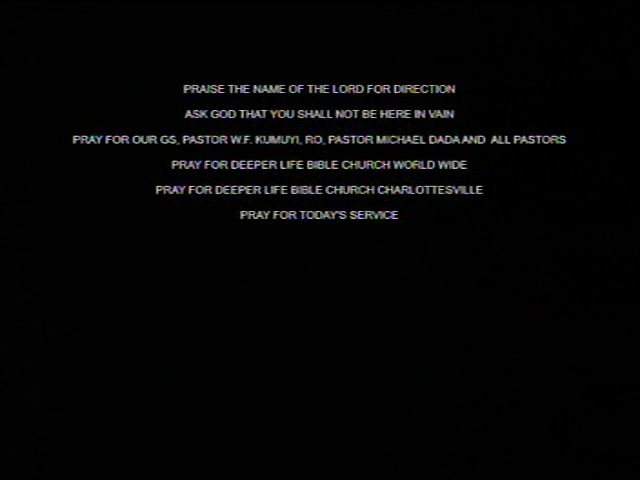 PRAISE THE NAME OF THE LORD FOR DIRECTION
ASK GOD THAT YOU SHALL NOT BE HERE IN VAIN
PRAY FOR OUR GS, PASTOR W.F. KUMUYI, RO, PASTOR MICHAEL DADA AND ALL PASTORS
PRAY FOR DEEPER LIFE BIBLE CHURCH WORLD WIDE
PRAY FOR DEEPER LIFE BIBLE CHURCH CHARLOTTESVILLE
PRAY FOR TODAY'S SERVICE